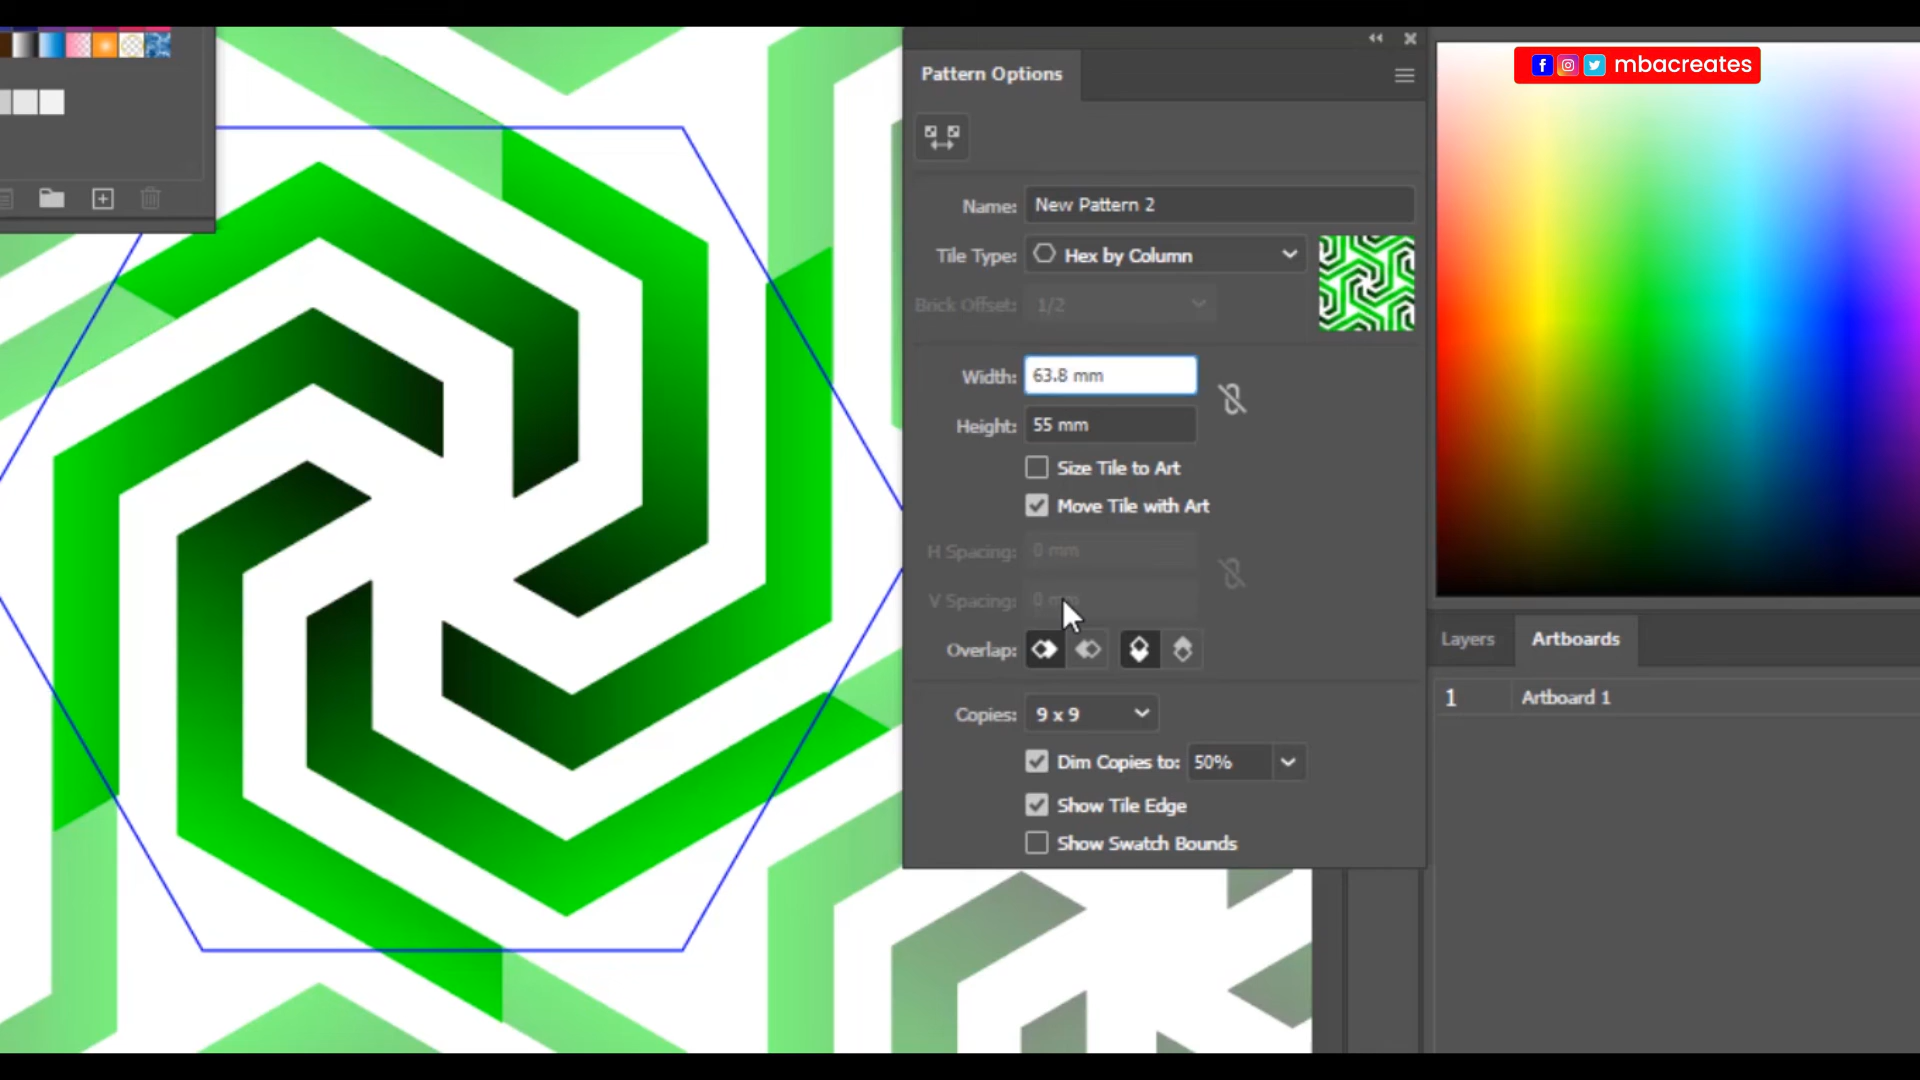 mbacreates
Pattern Options
Name: New Pattern 2
Tile Type: Hex by Column
Brick Offset: 1/2
Width: 63.8 mm
Height: 55 mm
Size Tile to Art
Move Tile with Art
H Spacing: 0 mm
V Spacing: 0 mm
Overlap:
Copies: 9 x 9
Dim Copies to: 50%
Show Tile Edge
Show Swatch Bounds
Layers Artboards
1 Artboard 1